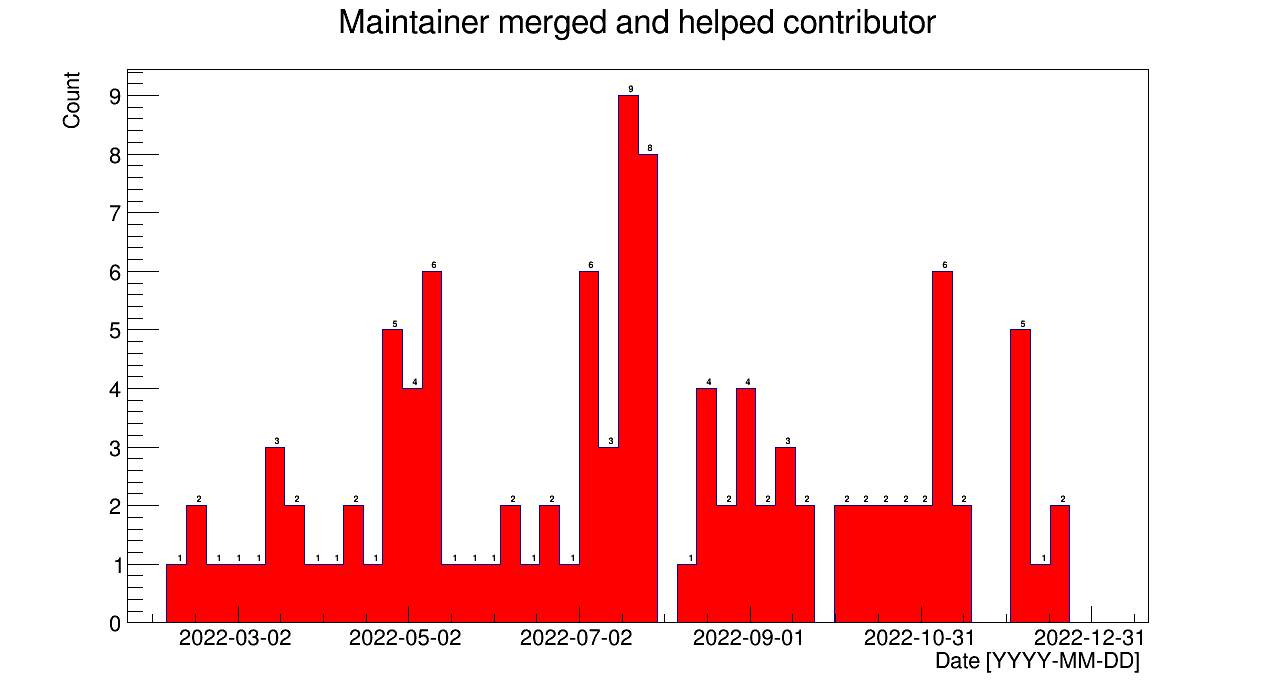 Maintainer merged and helped contributor
Count
9
8
7
6
5
4
3
2
1
0
1 2 1 1 1 3 2 1 1 2 1 5 4 6 1 1 1 2 1 2 1 6 3 9 8 1 4 2 4 2 3 2 2 2 2 2 2 6 2 5 1 2
2022-03-02 2022-05-02 2022-07-02 2022-09-01 2022-10-31 2022-12-31
Date [YYYY-MM-DD]